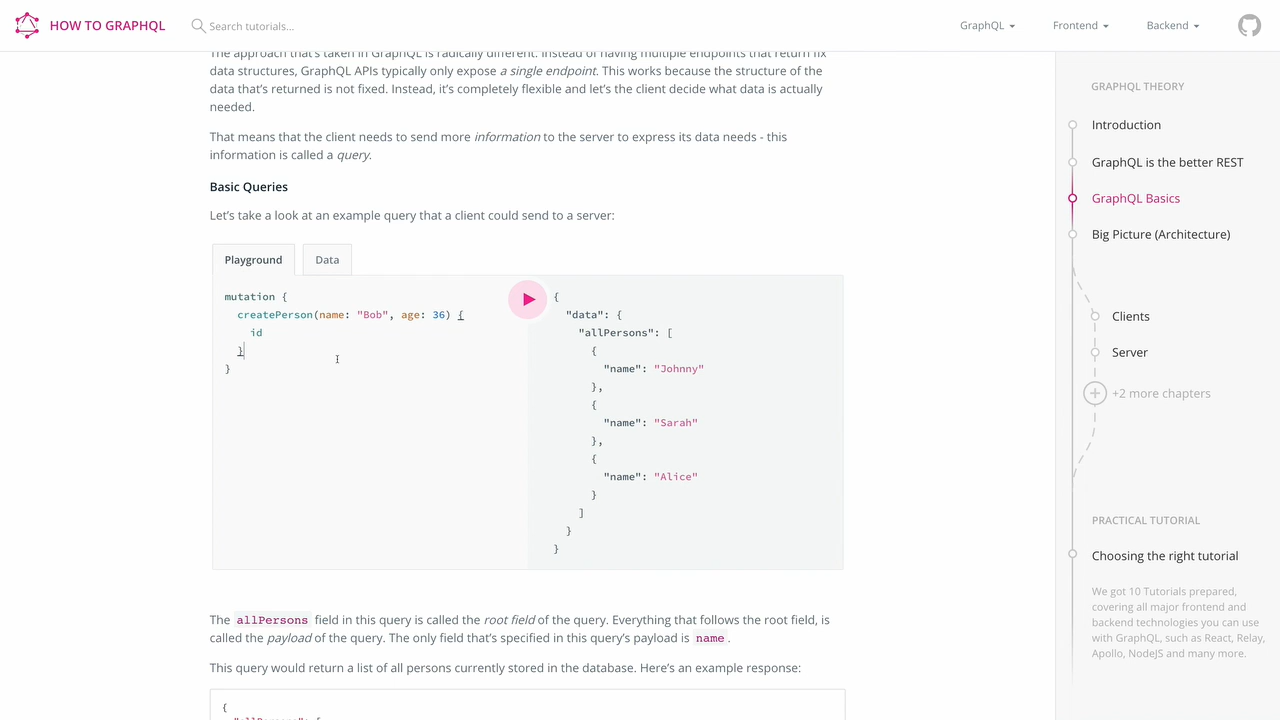 HOW TO GRAPHQL
Search tutorials...
GraphQL
Frontend
Backend
The approach that's taken in GraphQL is radically different. Instead of having multiple endpoints that return fix
data structures, GraphQL APIs typically only expose a single endpoint. This works because the structure of the
data that's returned is not fixed. Instead, it's completely flexible and let's the client decide what data is actually
needed.
That means that the client needs to send more information to the server to express its data needs - this
information is called a query.
Basic Queries
Let's take a look at an example query that a client could send to a server:
Playground
Data
mutation {
createPerson(name: "Bob", age: 36) {
id
}
}
{
"data": {
"allPersons": [
{
"name": "Johnny"
},
{
"name": "Sarah"
},
{
"name": "Alice"
}
]
}
}
The allPersons field in this query is called the root field of the query. Everything that follows the root field, is
called the payload of the query. The only field that's specified in this query's payload is name .
This query would return a list of all persons currently stored in the database. Here's an example response:
{
"allPersons": [
GRAPHQL THEORY
Introduction
GraphQL is the better REST
GraphQL Basics
Big Picture (Architecture)
Clients
Server
+2 more chapters
PRACTICAL TUTORIAL
Choosing the right tutorial
We got 10 Tutorials prepared,
covering all major frontend and
backend technologies you can use
with GraphQL, such as React, Relay,
Apollo, NodeJS and many more.